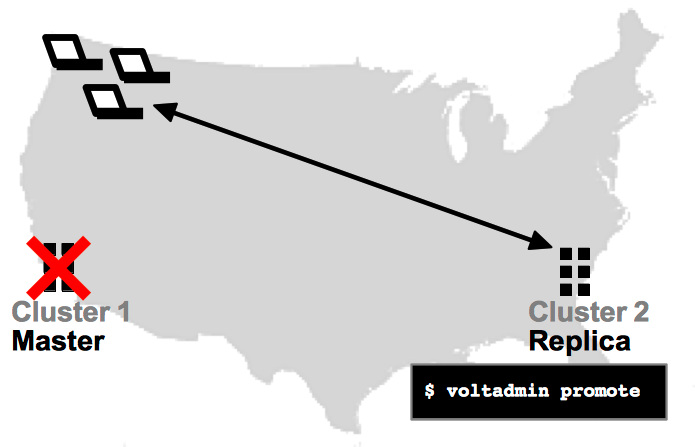 Cluster 1
Master
Cluster 2
Replica
$ voltadmin promote